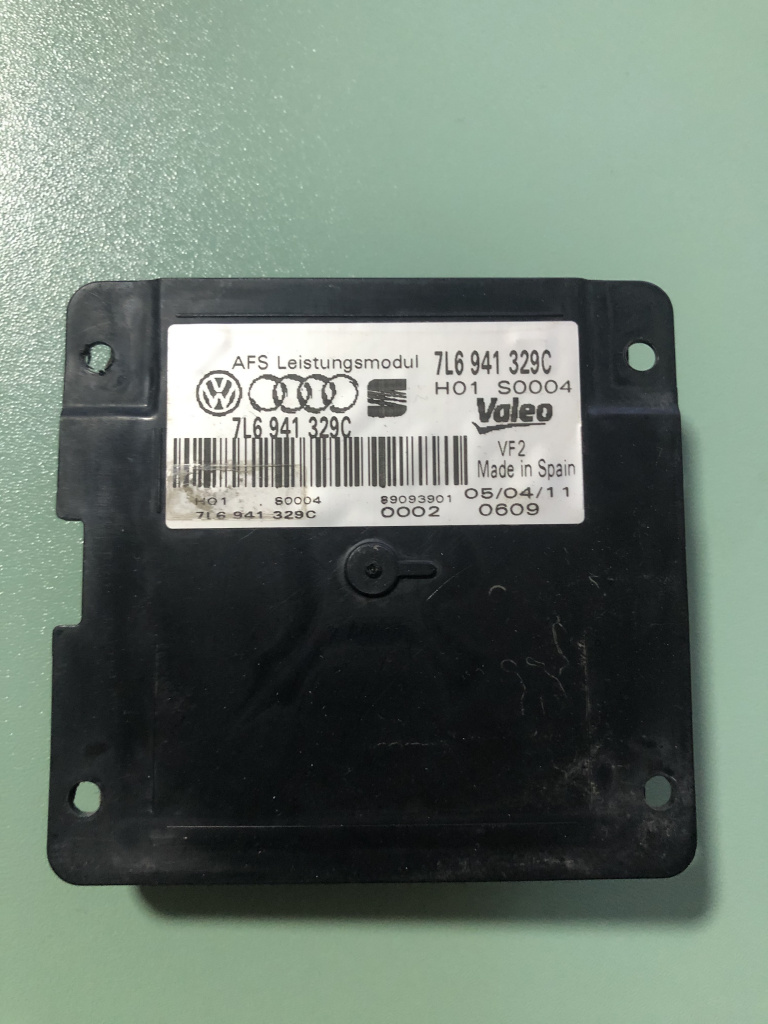 AFS Leistungsmodul 7L6 941 329C
H01 S0004
Valeo
7L6 941 329C
VF2
Made in Spain
H01 S0004 89093901 05/04/11
7L6 941 329C 0002 0609